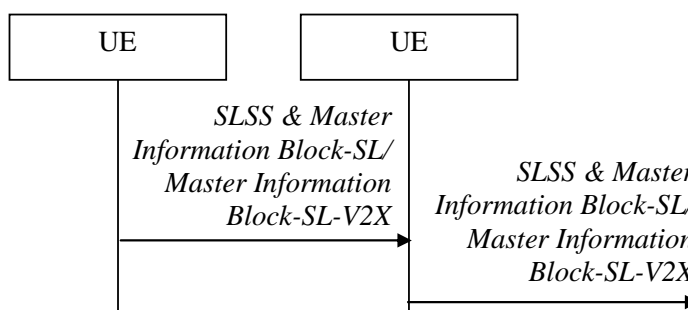 UE
UE
SLSS & Master
Information Block-SL/
Master Information
Block-SL-V2X
SLSS & Master
Information Block-SL/
Master Information
Block-SL-V2X